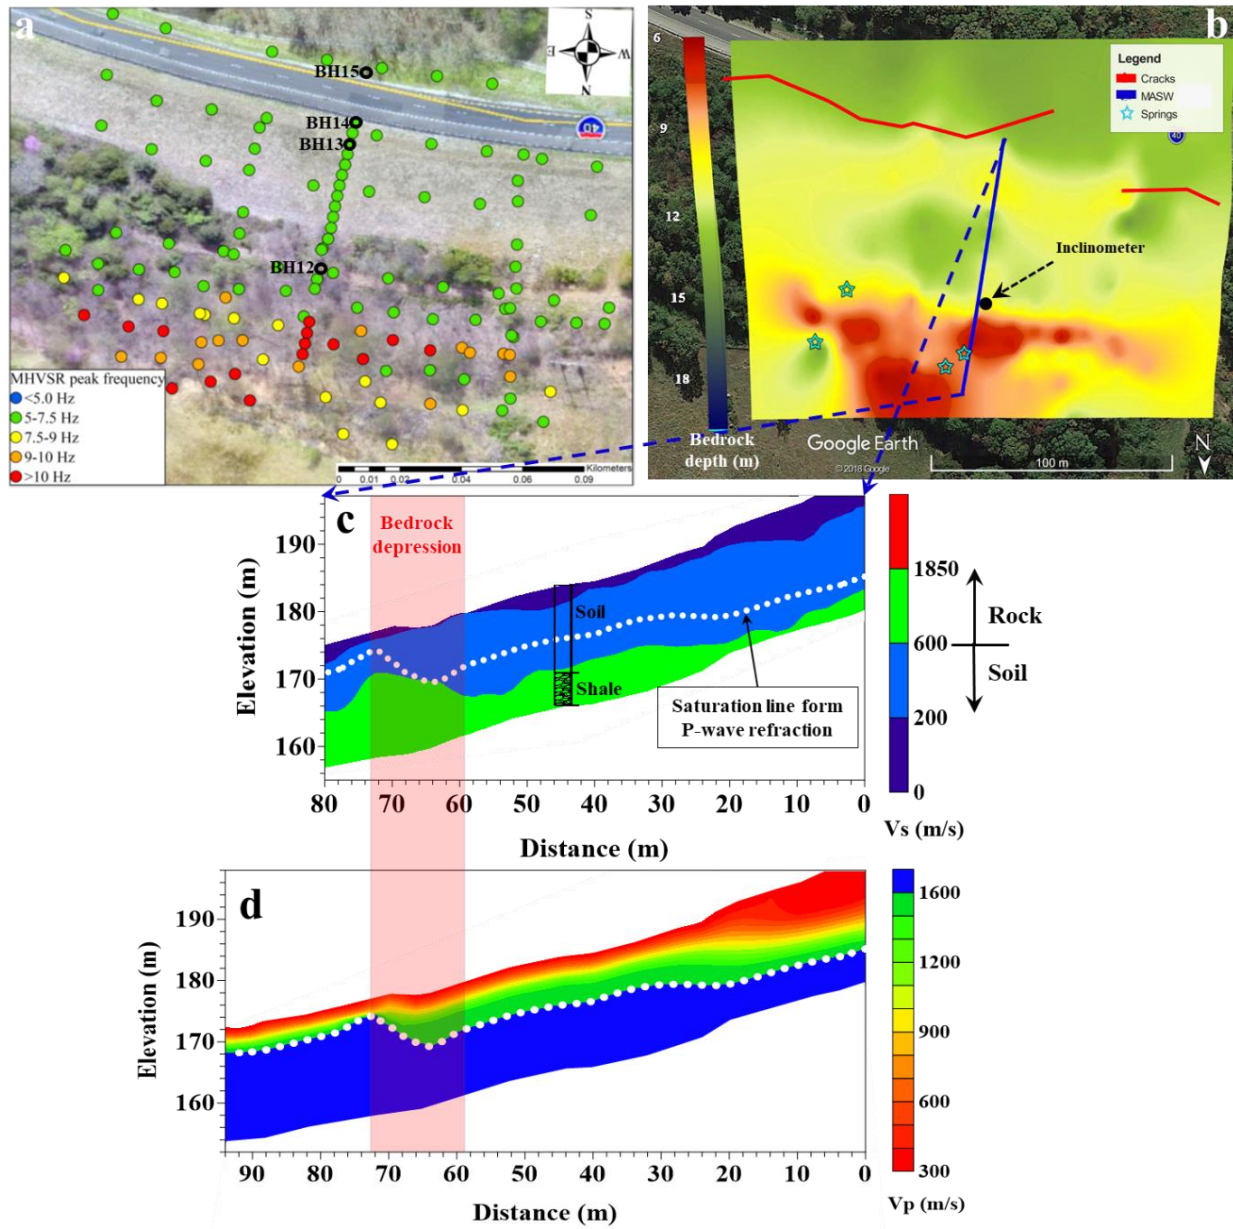 a
S
E
W
N
BH15
BH14
40
BH13
BH12
MHVSR peak frequency
<5.0 Hz
5-7.5 Hz
7.5-9 Hz
9-10 Hz
>10 Hz
Kilometers
0 0.01 0.02 0.04 0.06 0.09
b
6
9
12
15
18
Bedrock
depth (m)
Legend
Cracks
MASW
Springs
40
Inclinometer
Google Earth
© 2018 Google
100 m
N
c
Bedrock
depression
Elevation (m)
190
180
170
160
Soil
Shale
Saturation line form
P-wave refraction
80 70 60 50 40 30 20 10 0
Distance (m)
1850
600
200
0
Vs (m/s)
Rock
Soil
d
Elevation (m)
190
180
170
160
90 80 70 60 50 40 30 20 10 0
Distance (m)
1600
1200
900
600
300
Vp (m/s)